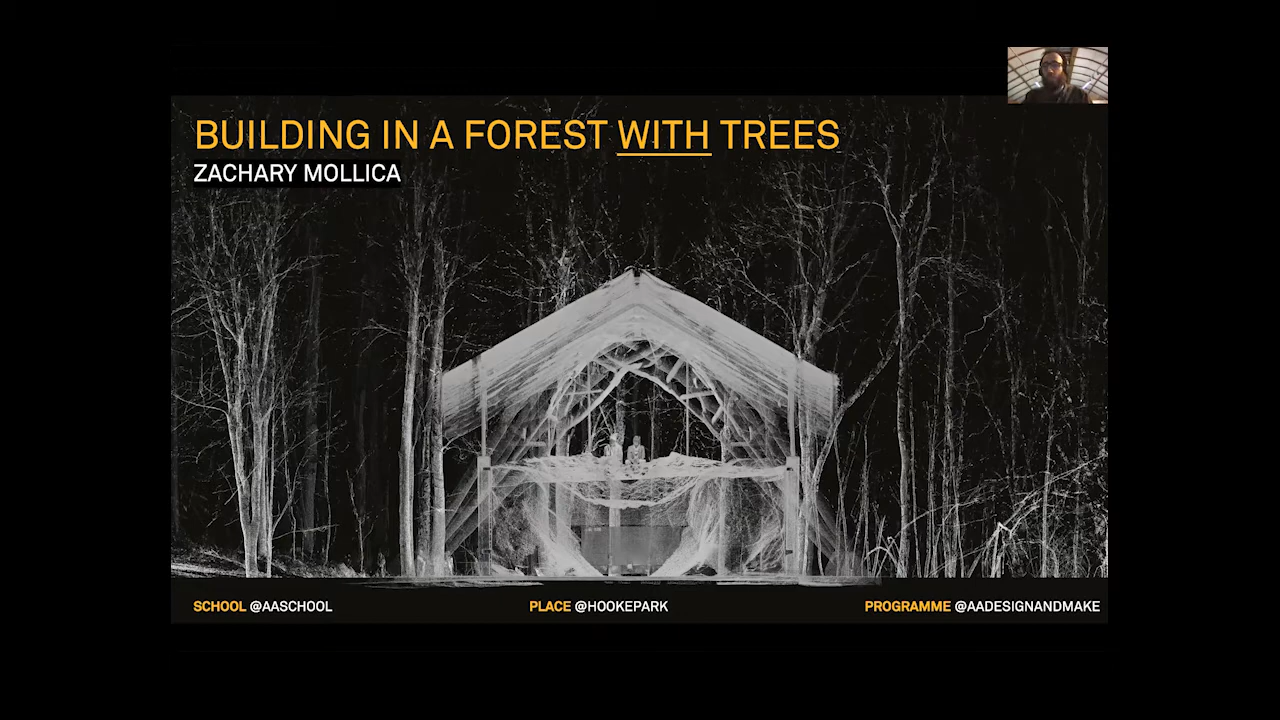 BUILDING IN A FOREST WITH TREES
ZACHARY MOLLICA
SCHOOL @AASCHOOL PLACE @HOOKEPARK PROGRAMME @AADESIGNANDMAKE